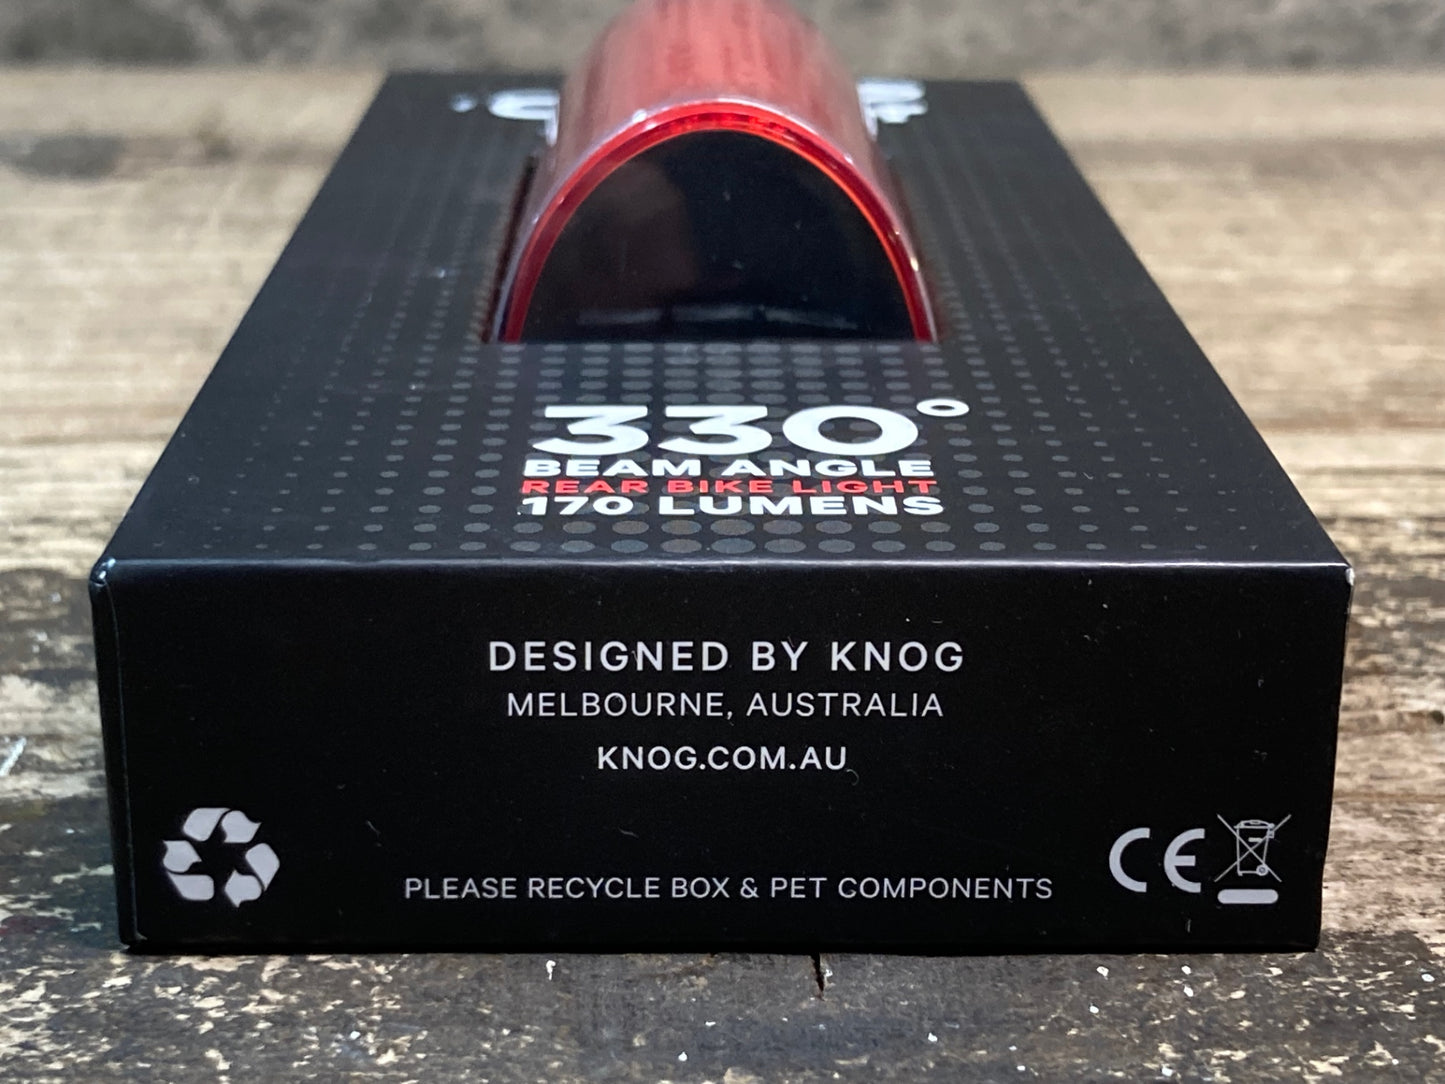 330°
BEAM ANGLE
REAR BIKE LIGHT
170 LUMENS
DESIGNED BY KNOG
MELBOURNE, AUSTRALIA
KNOG.COM.AU
PLEASE RECYCLE BOX & PET COMPONENTS
CE